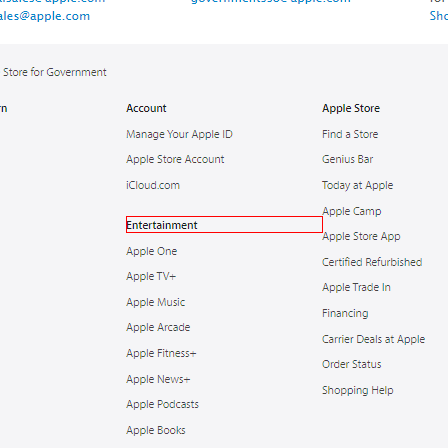 ales@apple.com
Store for Government
Account
Manage Your Apple ID
Apple Store Account
iCloud.com
Entertainment
Apple One
Apple TV+
Apple Music
Apple Arcade
Apple Fitness+
Apple News+
Apple Podcasts
Apple Books
Apple Store
Find a Store
Genius Bar
Today at Apple
Apple Camp
Apple Store App
Certified Refurbished
Apple Trade In
Financing
Carrier Deals at Apple
Order Status
Shopping Help